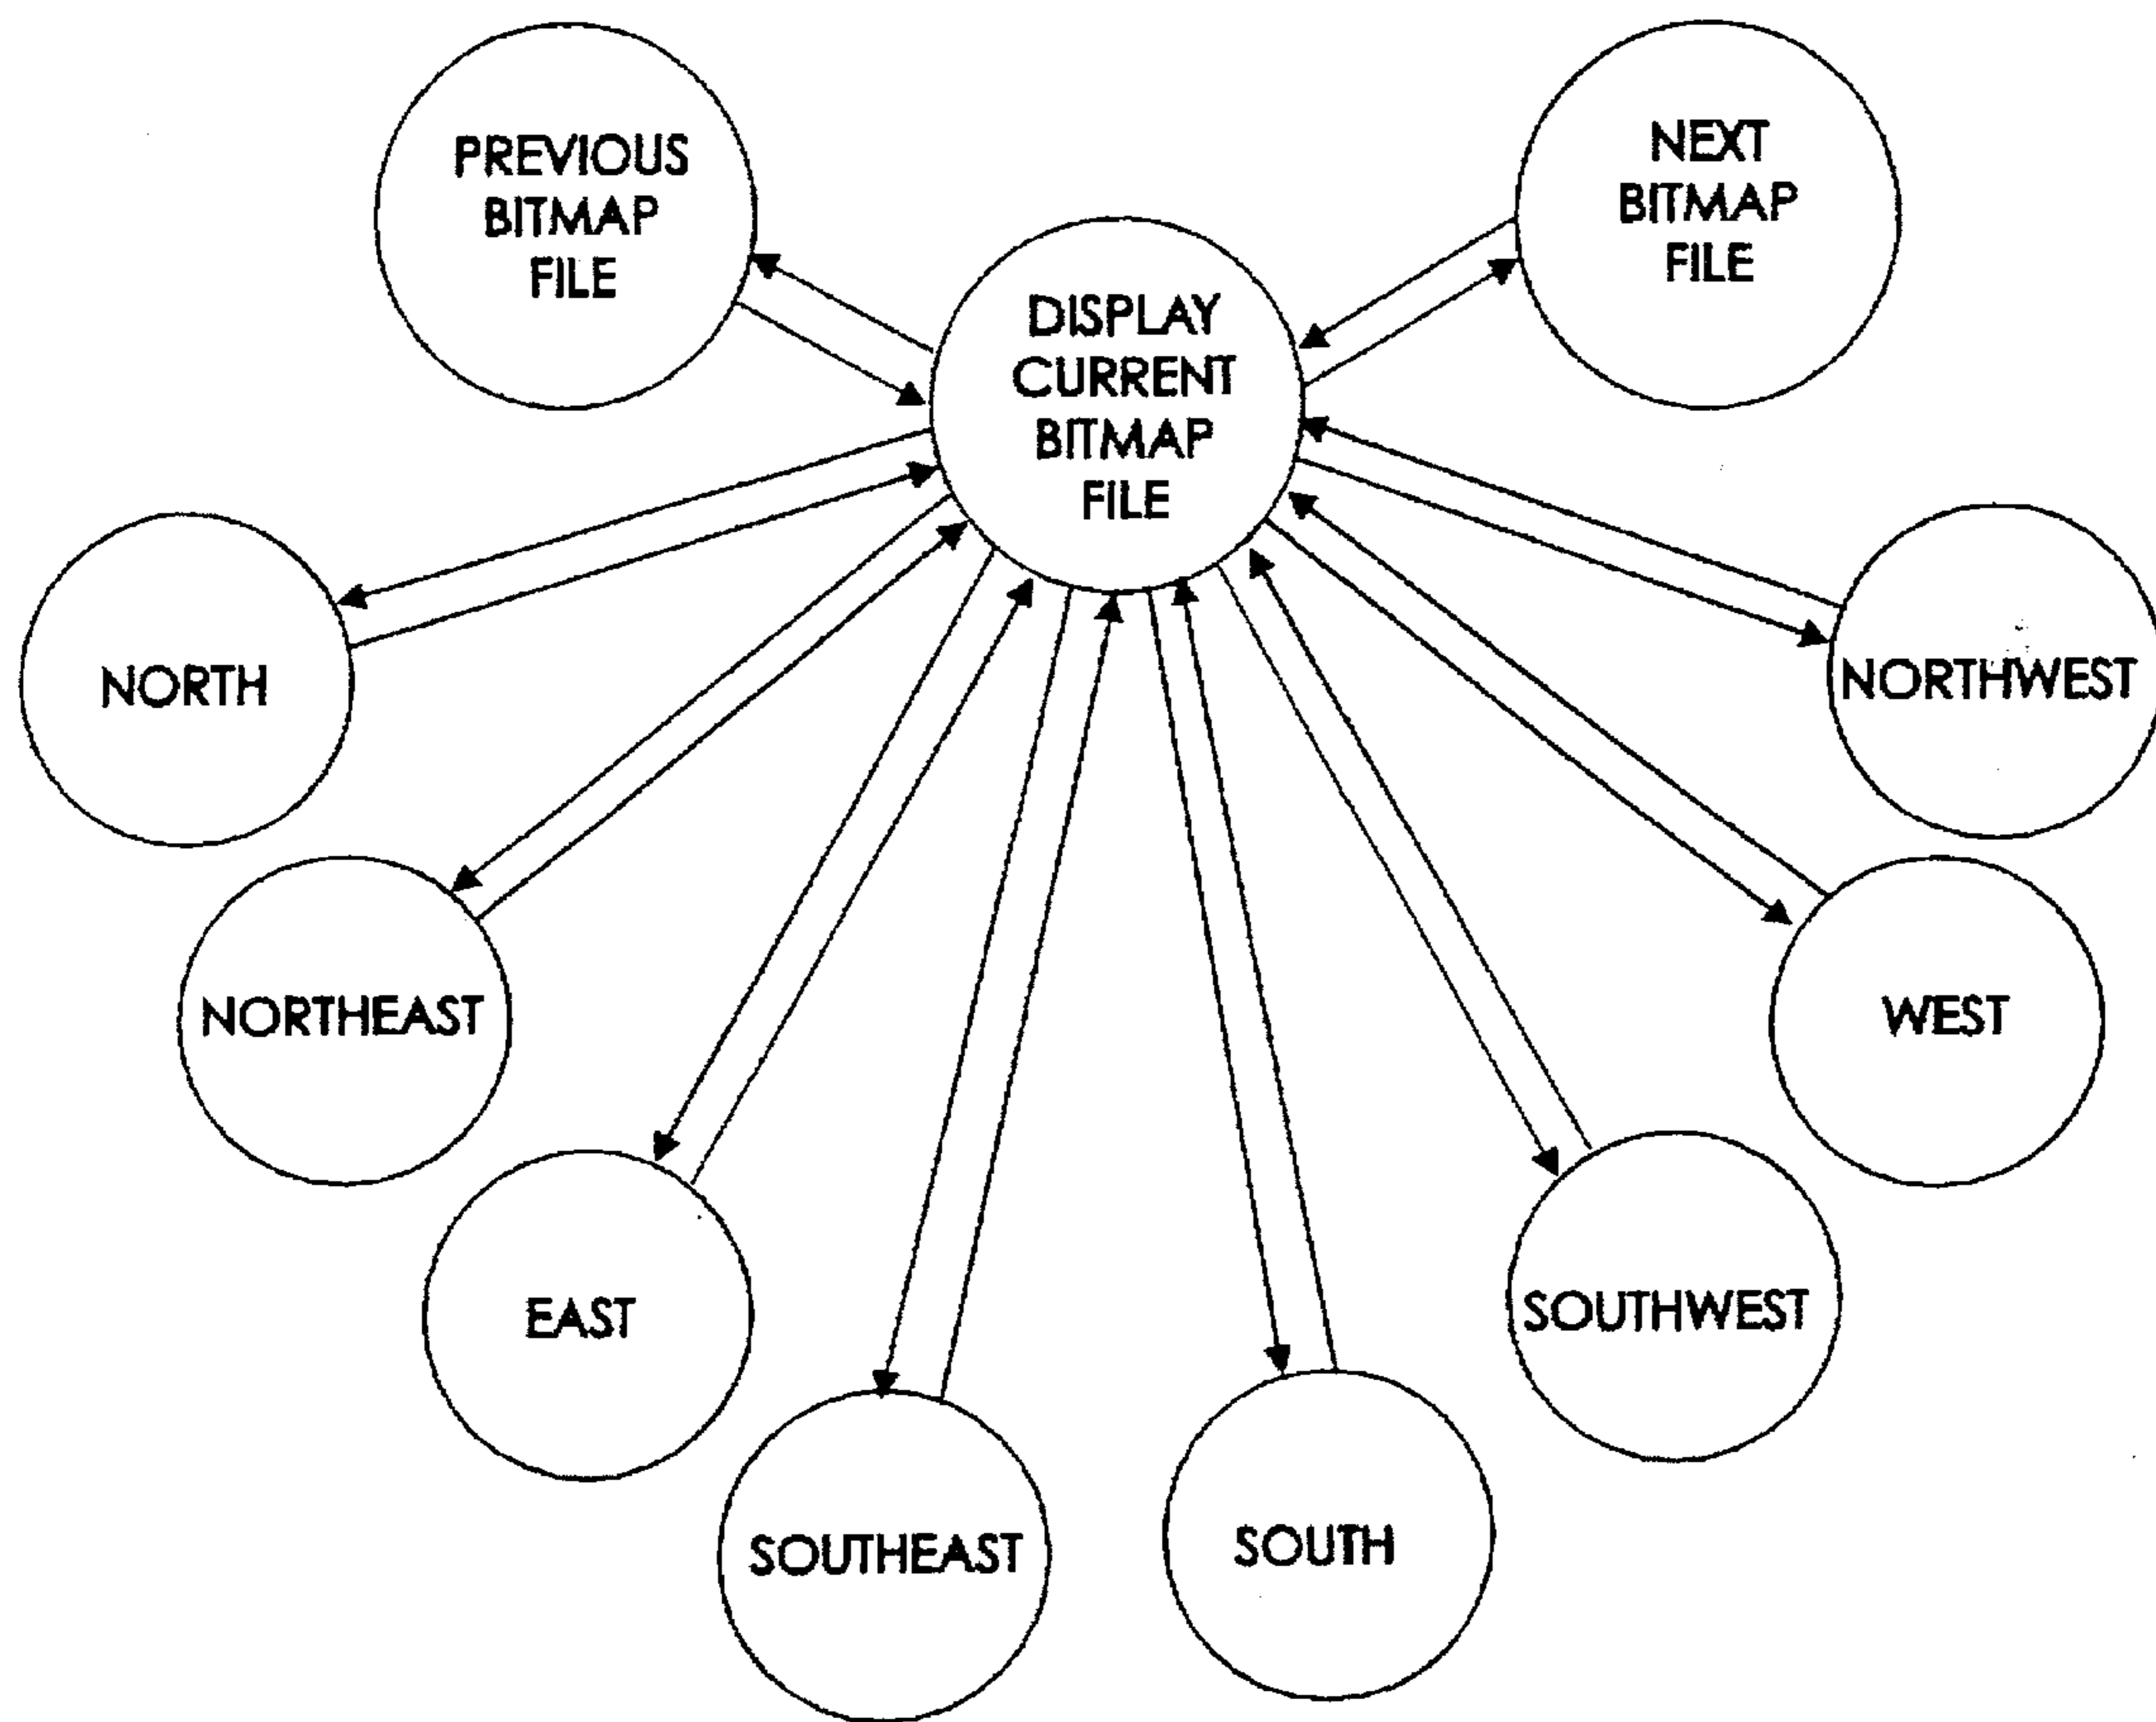 PREVIOUS
BITMAP
FILE
NEXT
BITMAP
FILE
DISPLAY
CURRENT
BITMAP
FILE
NORTH
NORTHWEST
NORTHEAST
WEST
EAST
SOUTHWEST
SOUTHEAST
SOUTH